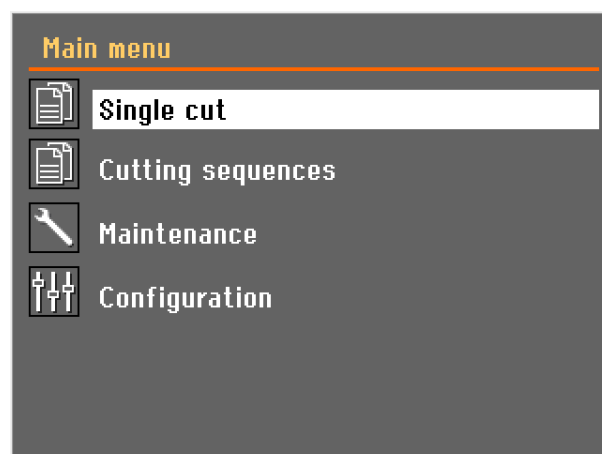 Main menu
Single cut
Cutting sequences
Maintenance
Configuration